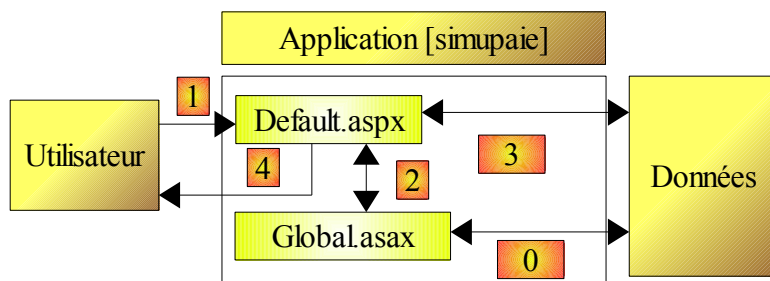 Application [simupaie]
1
Default.aspx
Utilisateur
4
2
3
Données
Global.asax
0